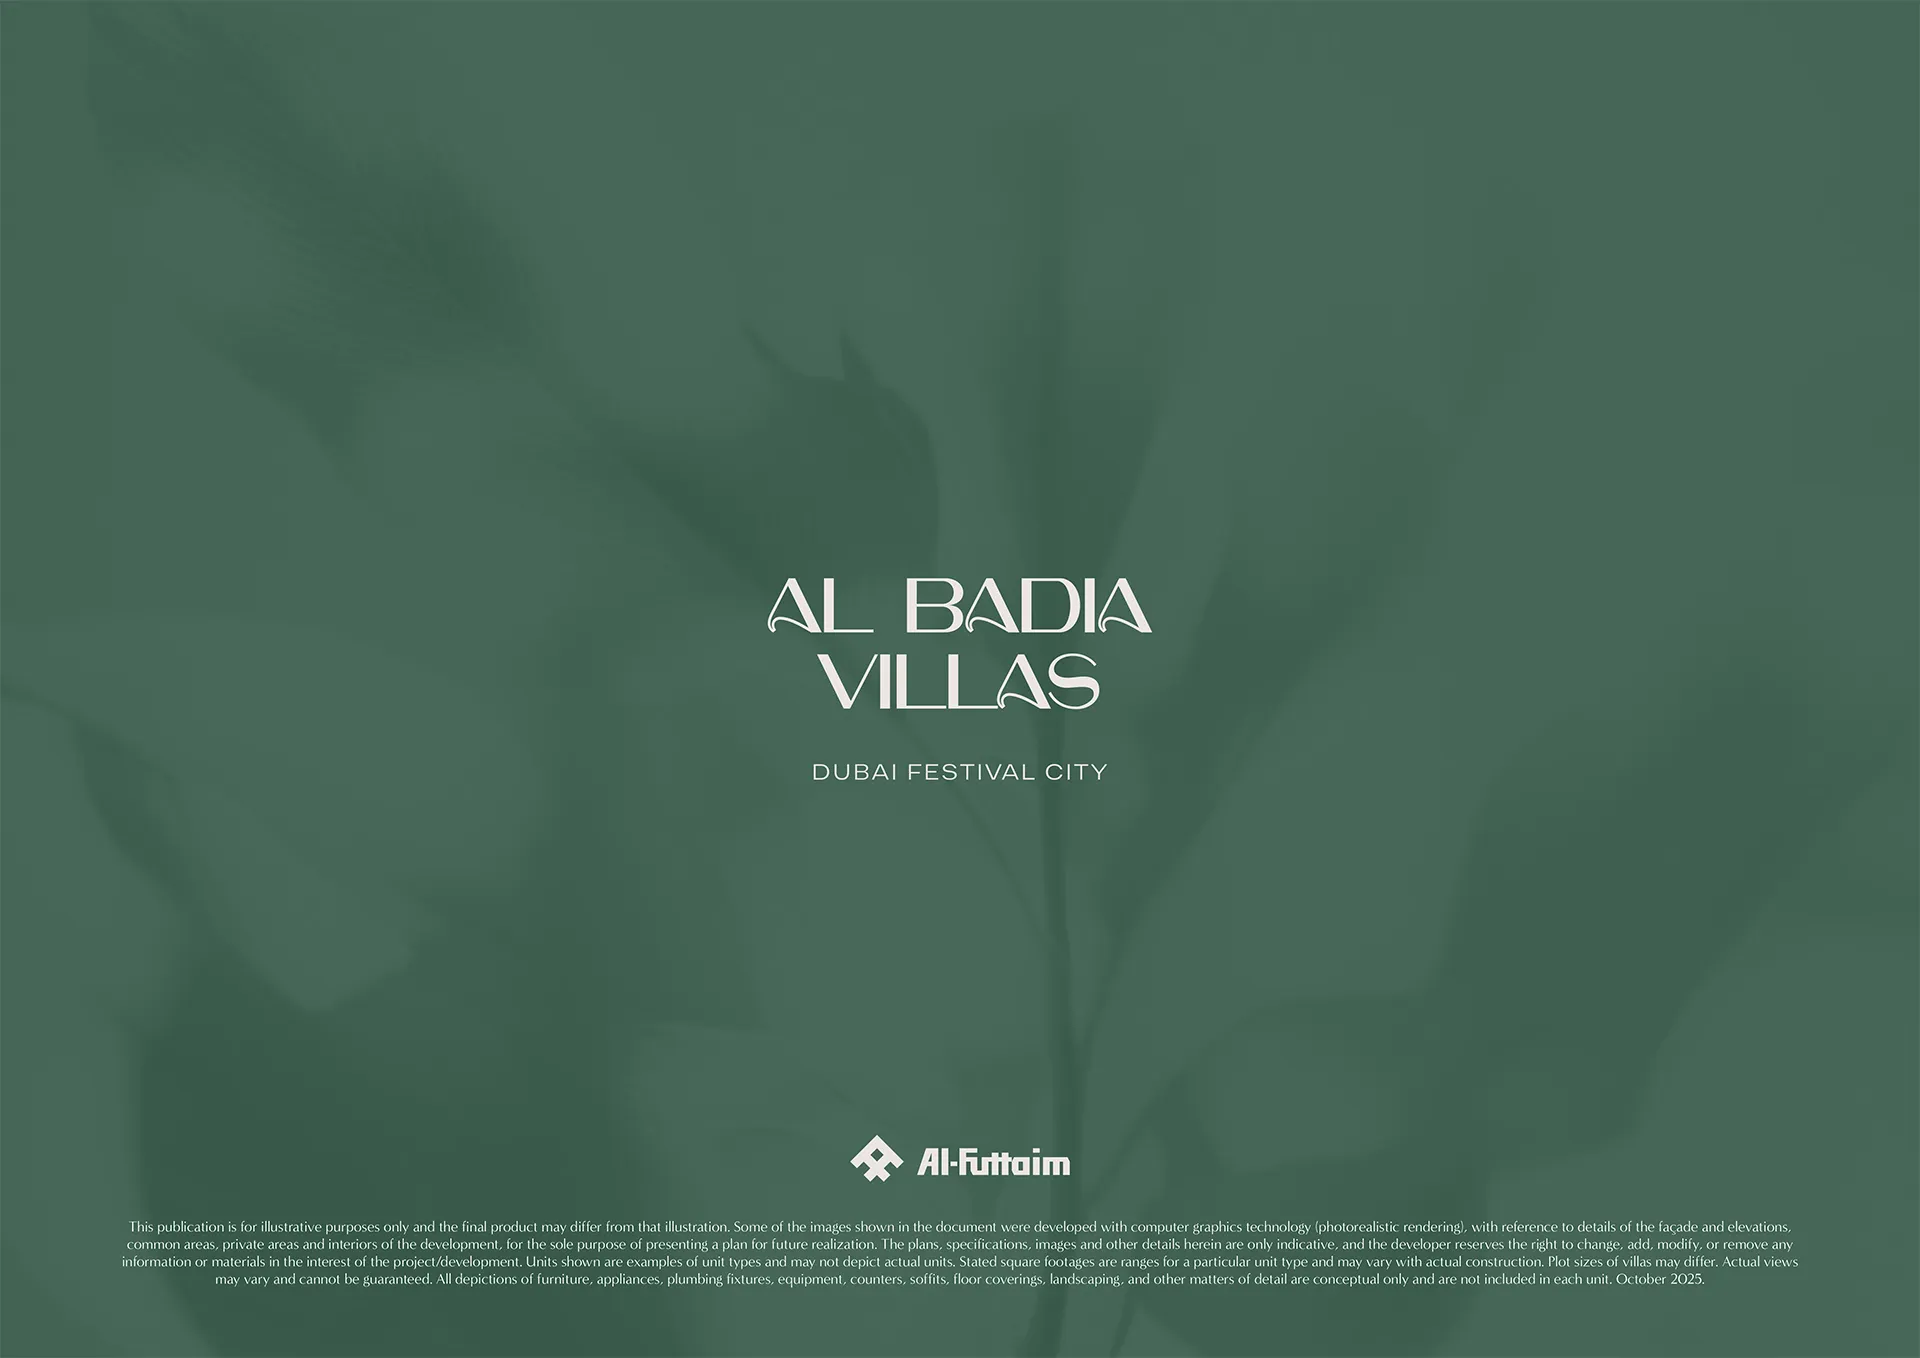 AL BADIA
VILLAS
DUBAI FESTIVAL CITY
Al-Futtaim
This publication is for illustrative purposes only and the final product may differ from that illustration. Some of the images shown in the document were developed with computer graphics technology (photorealistic rendering), with reference to details of the façade and elevations,
common areas, private areas and interiors of the development, for the sole purpose of presenting a plan for future realization. The plans, specifications, images and other details herein are only indicative, and the developer reserves the right to change, add, modify, or remove any
information or materials in the interest of the project/development. Units shown are examples of unit types and may not depict actual units. Stated square footages are ranges for a particular unit type and may vary with actual construction. Plot sizes of villas may differ. Actual views
may vary and cannot be guaranteed. All depictions of furniture, appliances, plumbing fixtures, equipment, counters, soffits, floor coverings, landscaping, and other matters of detail are conceptual only and are not included in each unit. October 2025.